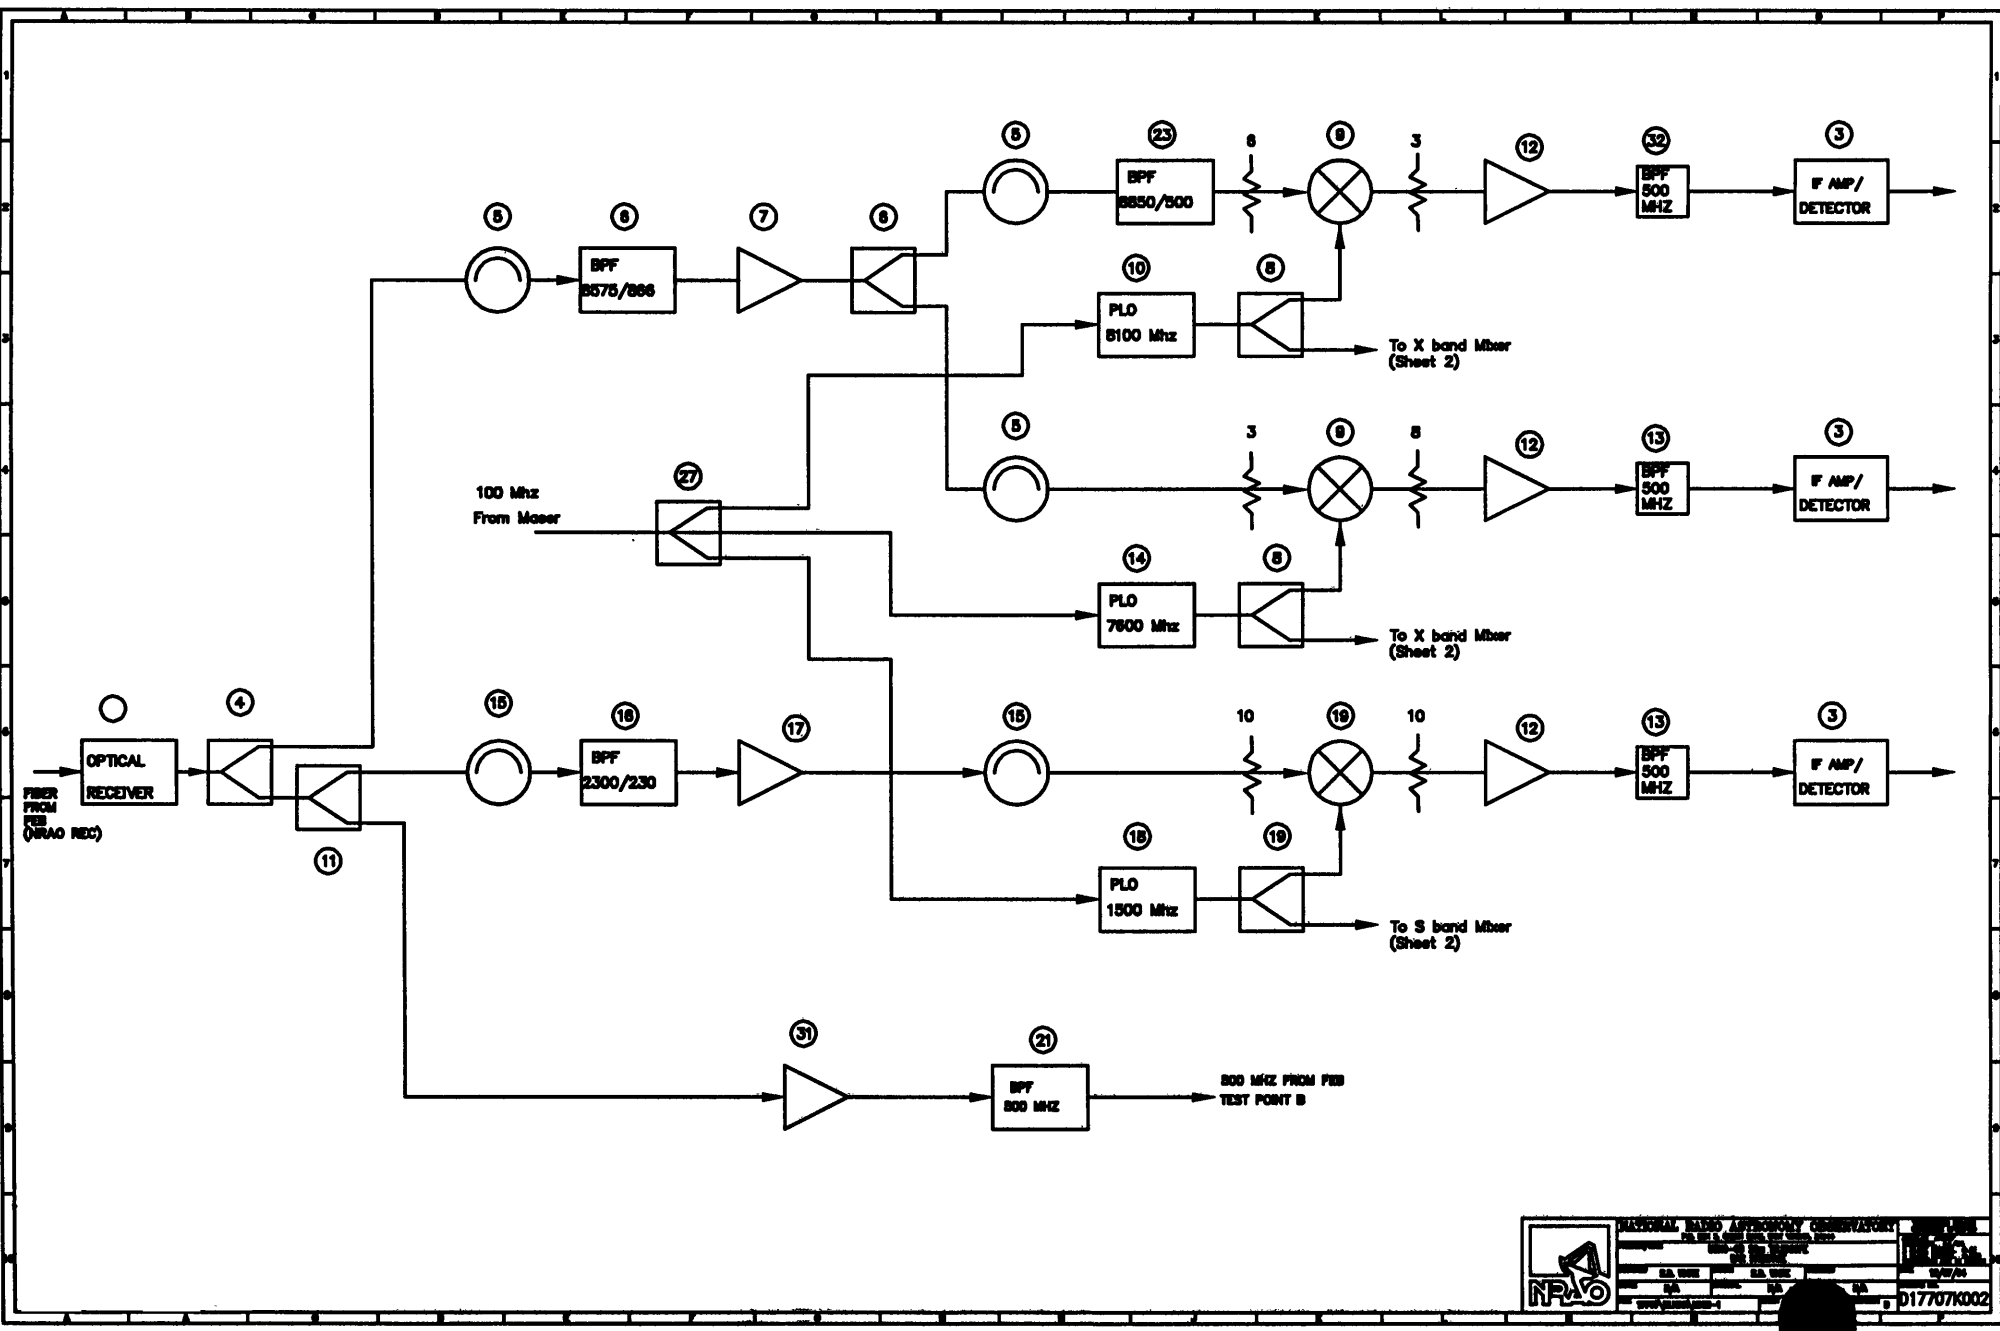 5
23
6
9
3
12
32
3
BPF
BPF
500
MHZ
IF AMP/
DETECTOR
5
6
7
6
BPF
8575/866
10
8
PLO
8100 Mhz
To X band Mixer
(Sheet 2)
5
3
9
8
12
13
3
BPF
500
MHZ
IF AMP/
DETECTOR
27
100 Mhz
From Maser
14
8
PLO
7600 Mhz
To X band Mixer
(Sheet 2)
4
15
16
17
15
10
19
10
12
13
3
OPTICAL
RECEIVER
BPF
2300/230
BPF
500
MHZ
IF AMP/
DETECTOR
FIBER
FROM
FEB
(NRAO REC)
11
19
PLO
1500 Mhz
To S band Mixer
(Sheet 2)
31
21
BPF
800 MHZ
800 MHZ FROM FEB
TEST POINT B
NATIONAL RADIO ASTRONOMY OBSERVATORY
NRAO
D17707K002